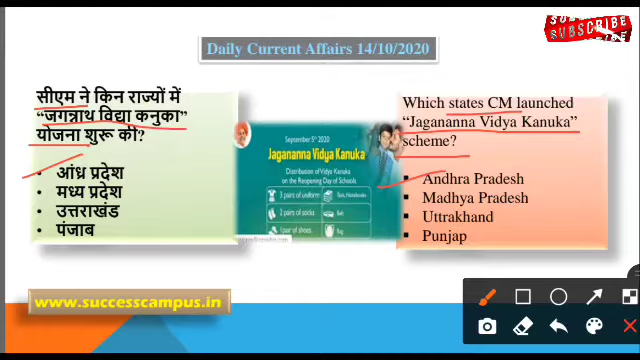 SUBSCRIBE
Daily Current Affairs 14/10/2020
सीएम ने किन राज्यों में
“जगन्नाथ विद्या कनुका”
योजना शुरू की?
• आंध्र प्रदेश
• मध्य प्रदेश
• उत्तराखंड
• पंजाब
September 5th 2020
Jagananna Vidya Kanuka
Distribution of Vidya Kanuka
on the Reopening Day of Schools
3 pairs of uniform
Text, Notebooks
2 pairs of socks
Belt
1 pair of shoes
Bag
Which states CM launched
“Jagananna Vidya Kanuka”
scheme?
▪ Andhra Pradesh
▪ Madhya Pradesh
▪ Uttrakhand
▪ Punjap
www.successcampus.in